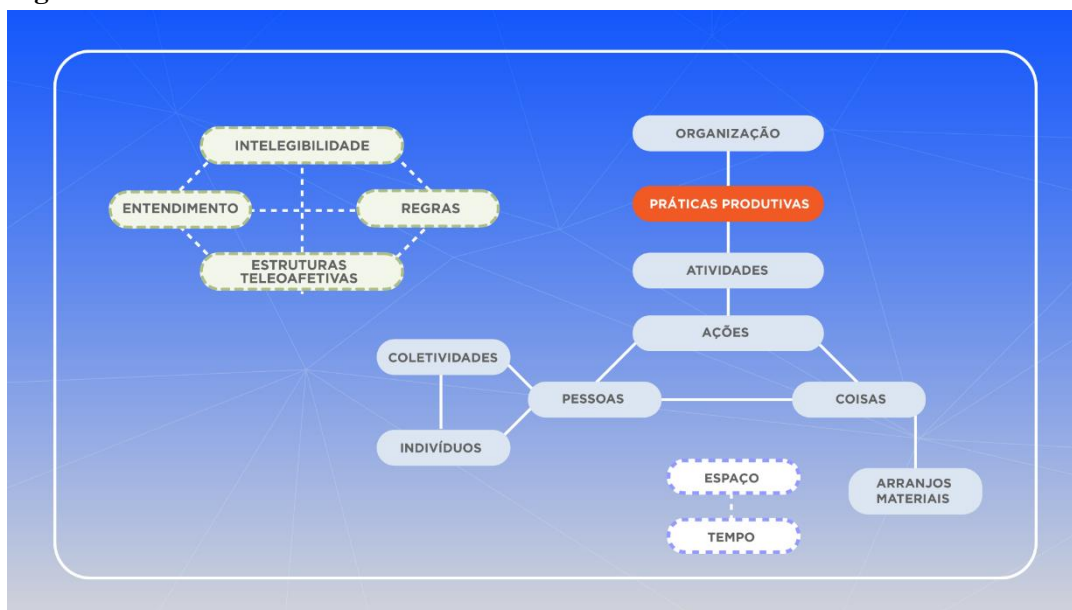 ORGANIZAÇÃO
INTELEGIBILIDADE
PRÁTICAS PRODUTIVAS
ENTENDIMENTO
REGRAS
ESTRUTURAS
TELEOAFETIVAS
ATIVIDADES
AÇÕES
COLETIVIDADES
PESSOAS
COISAS
INDIVÍDUOS
ESPAÇO
ARRANJOS
MATERIAIS
TEMPO